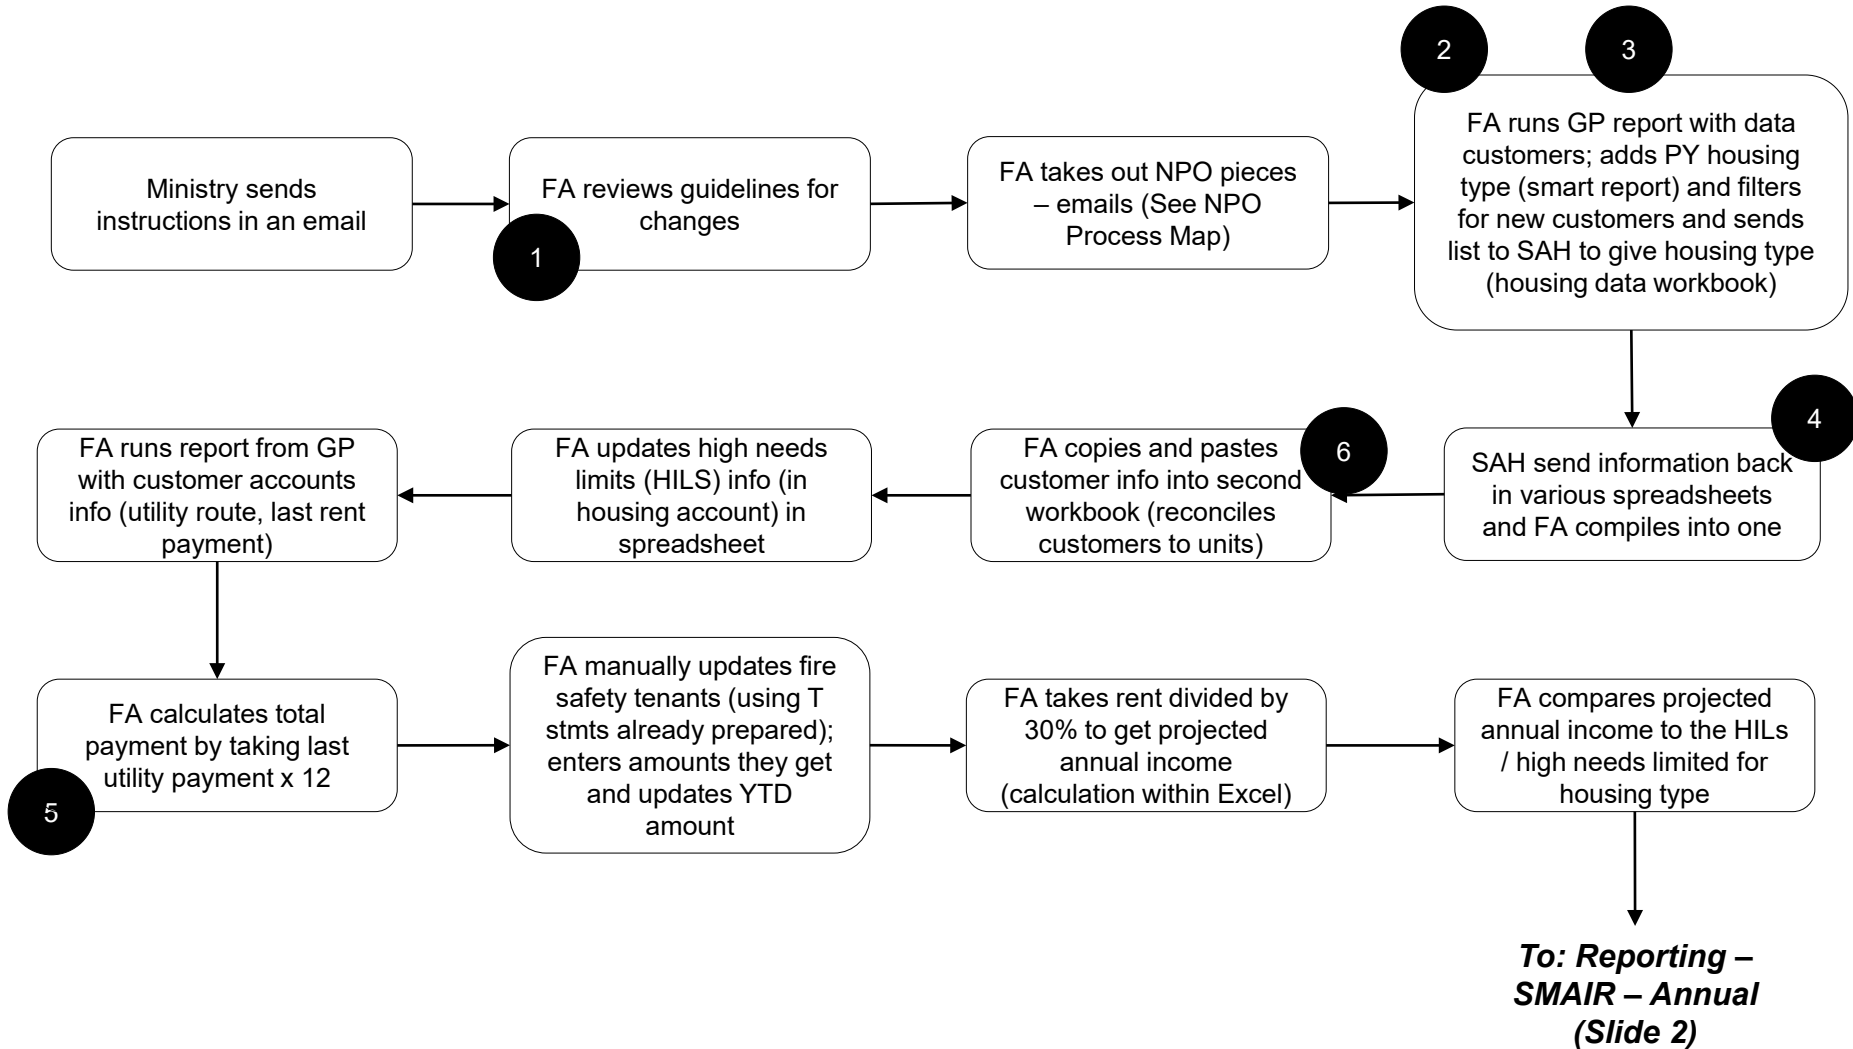 2
3
Ministry sends
instructions in an email
FA reviews guidelines for
changes
1
FA takes out NPO pieces
– emails (See NPO
Process Map)
FA runs GP report with data
customers; adds PY housing
type (smart report) and filters
for new customers and sends
list to SAH to give housing type
(housing data workbook)
4
SAH send information back
in various spreadsheets
and FA compiles into one
6
FA copies and pastes
customer info into second
workbook (reconciles
customers to units)
FA updates high needs
limits (HILS) info (in
housing account) in
spreadsheet
FA runs report from GP
with customer accounts
info (utility route, last rent
payment)
FA calculates total
payment by taking last
utility payment x 12
5
FA manually updates fire
safety tenants (using T
stmts already prepared);
enters amounts they get
and updates YTD
amount
FA takes rent divided by
30% to get projected
annual income
(calculation within Excel)
FA compares projected
annual income to the HILs
/ high needs limited for
housing type
To: Reporting –
SMAIR – Annual
(Slide 2)